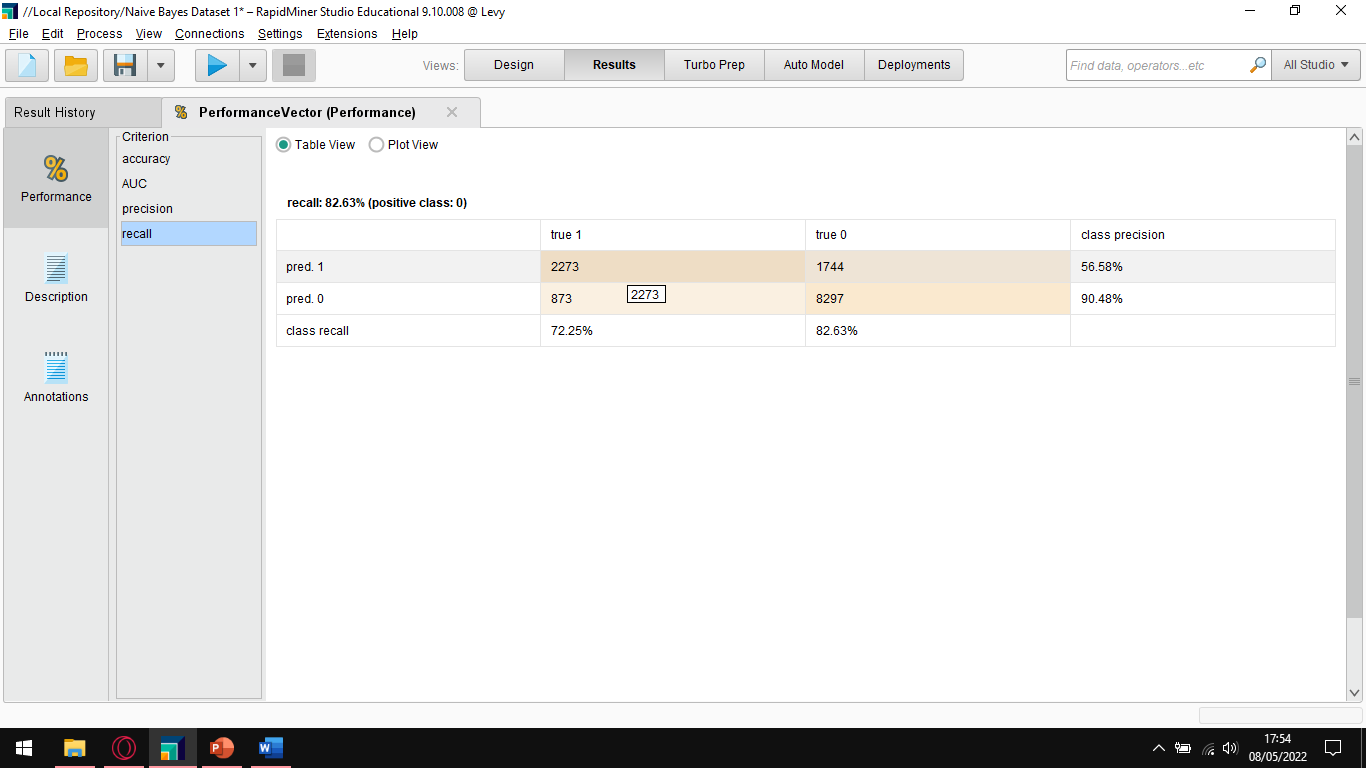 //Local Repository/Naive Bayes Dataset 1* – RapidMiner Studio Educational 9.10.008 @ Levy
File Edit Process View Connections Settings Extensions Help
Views: Design Results Turbo Prep Auto Model Deployments Find data, operators...etc All Studio
Result History PerformanceVector (Performance)
Criterion
accuracy
AUC
precision
recall
Performance
Description
Annotations
Table View Plot View
recall: 82.63% (positive class: 0)
true 1 true 0 class precision
pred. 1 2273 1744 56.58%
pred. 0 873 8297 90.48%
2273
class recall 72.25% 82.63%
17:54
08/05/2022